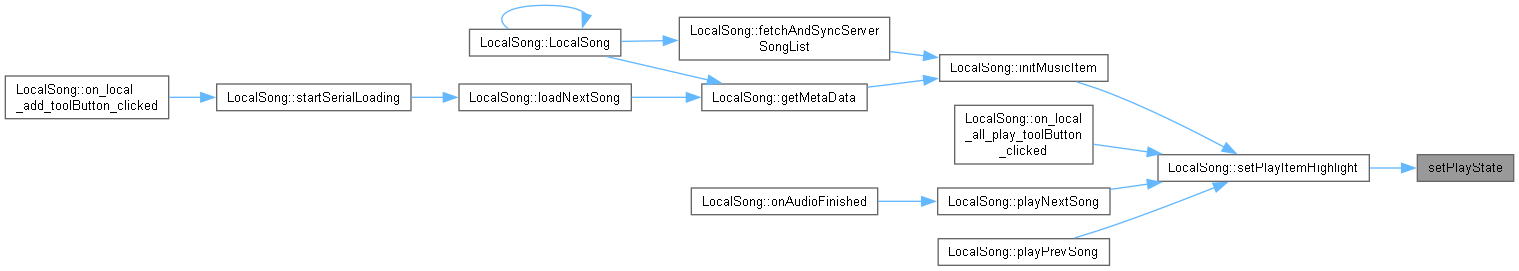 LocalSong::LocalSong
LocalSong::fetchAndSyncServer
SongList
LocalSong::initMusicItem
LocalSong::on_local
_add_toolButton_clicked
LocalSong::startSerialLoading
LocalSong::loadNextSong
LocalSong::getMetaData
LocalSong::on_local
_all_play_toolButton
_clicked
LocalSong::setPlayItemHighlight
setPlayState
LocalSong::onAudioFinished
LocalSong::playNextSong
LocalSong::playPrevSong